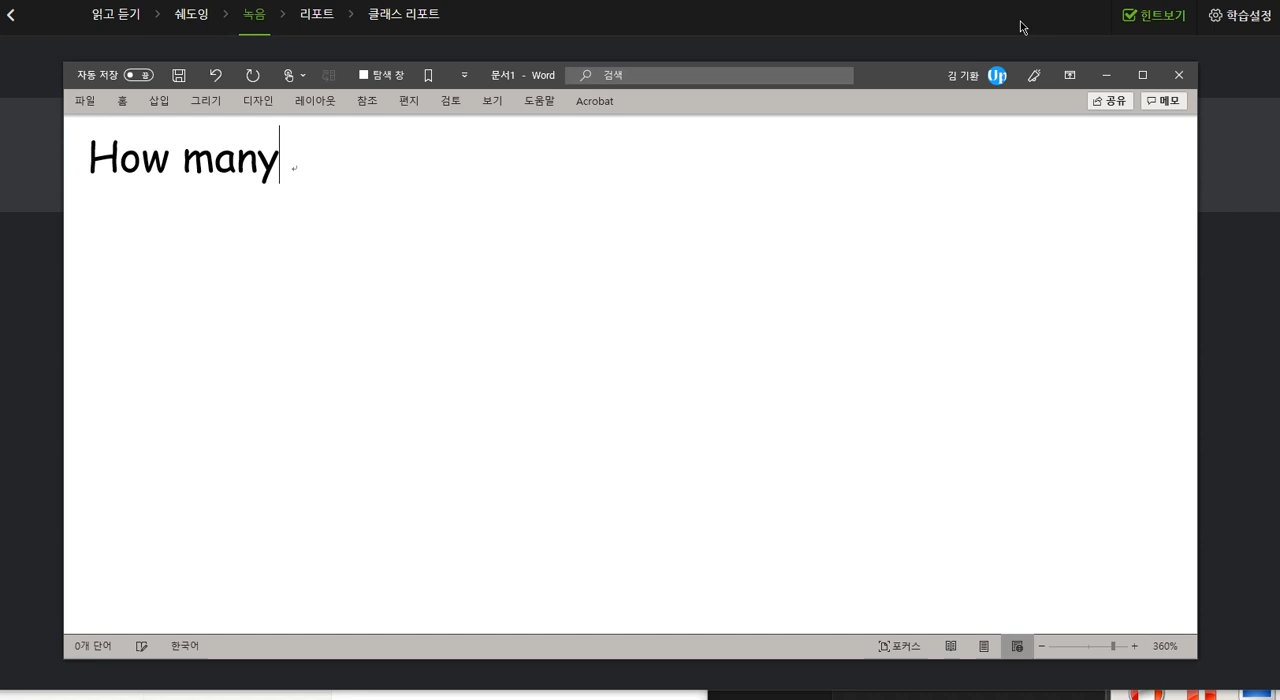 읽고 듣기 > 쉐도잉 > 녹음 > 리포트 > 클래스 리포트 힌트보기 학습설정
자동 저장 끔 탐색 창 문서1 - Word 검색 김 기환 Up
파일 홈 삽입 그리기 디자인 레이아웃 참조 편지 검토 보기 도움말 Acrobat 공유 메모
How many
0개 단어 한국어 포커스 − + 360%